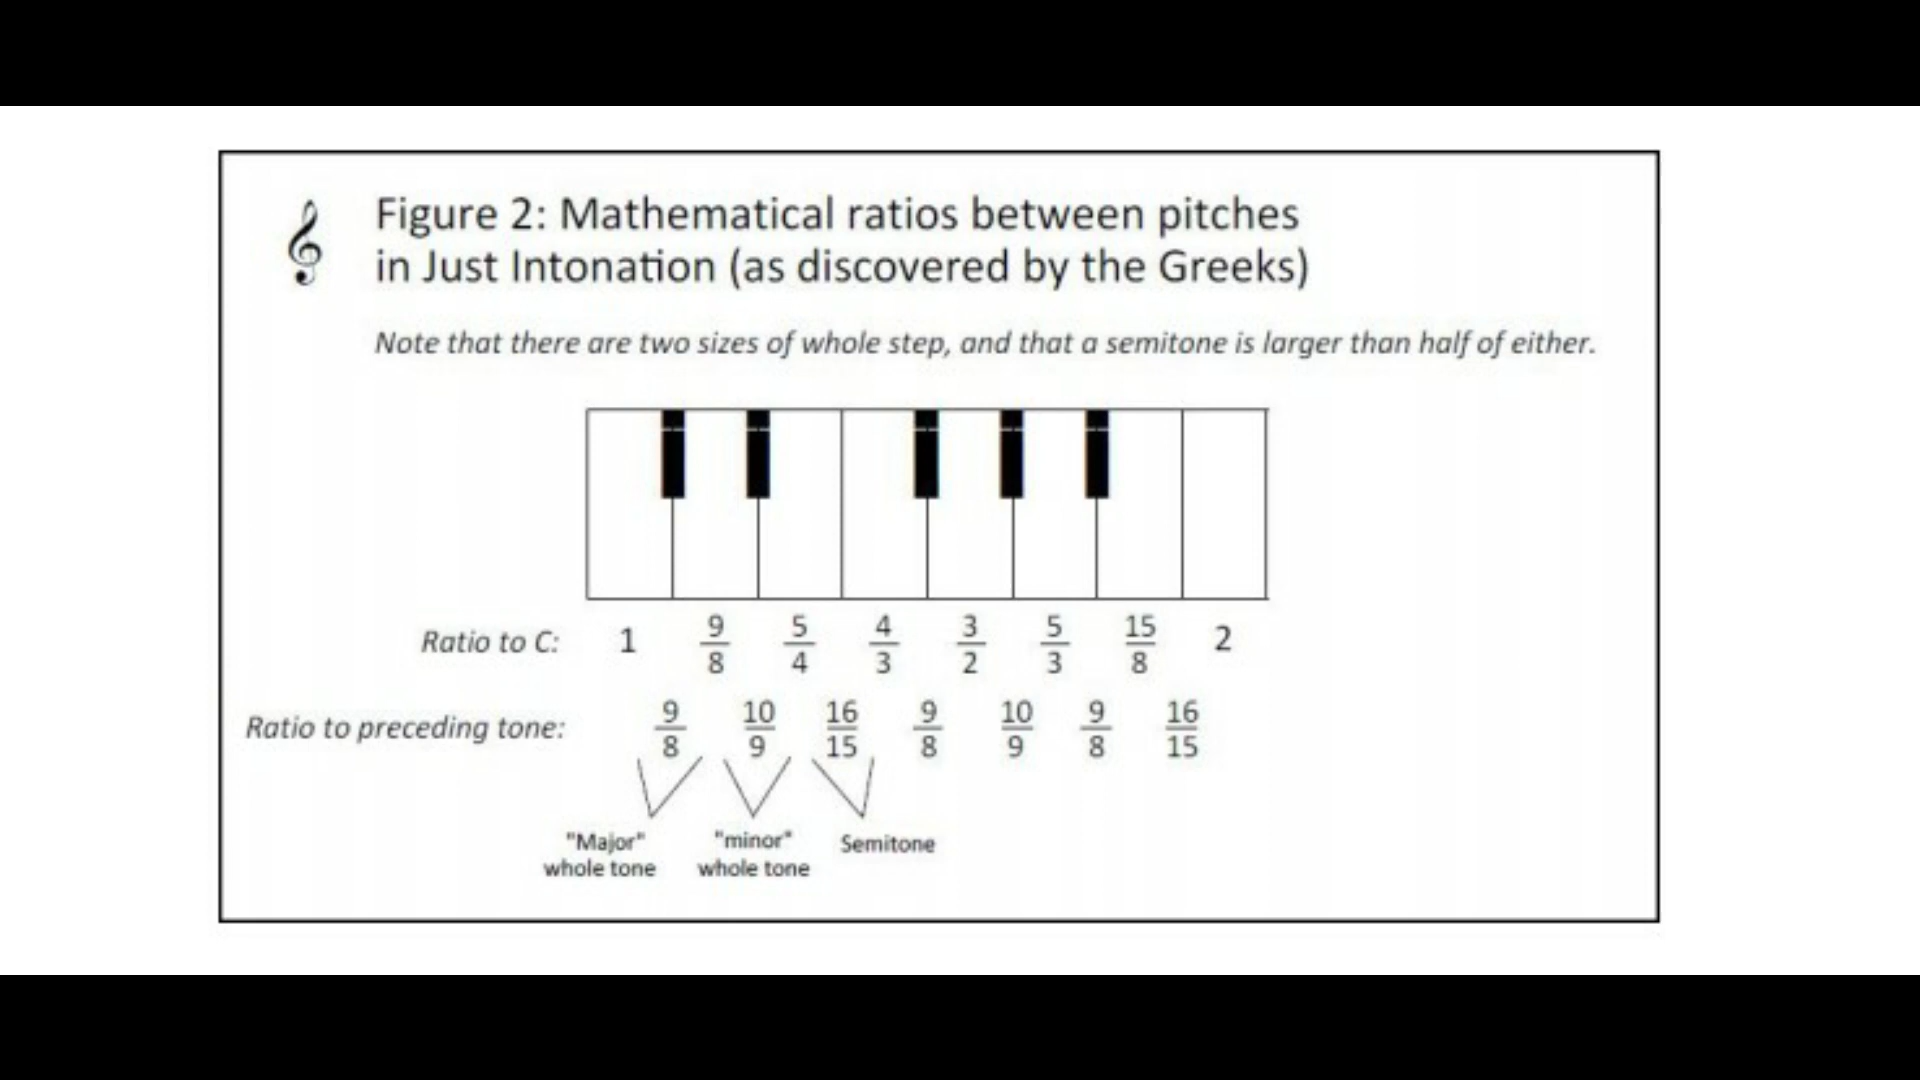 Figure 2: Mathematical ratios between pitches
in Just Intonation (as discovered by the Greeks)
Note that there are two sizes of whole step, and that a semitone is larger than half of either.
Ratio to C: 1 9/8 5/4 4/3 3/2 5/3 15/8 2
Ratio to preceding tone: 9/8 10/9 16/15 9/8 10/9 9/8 16/15
"Major" "minor" Semitone
whole tone whole tone